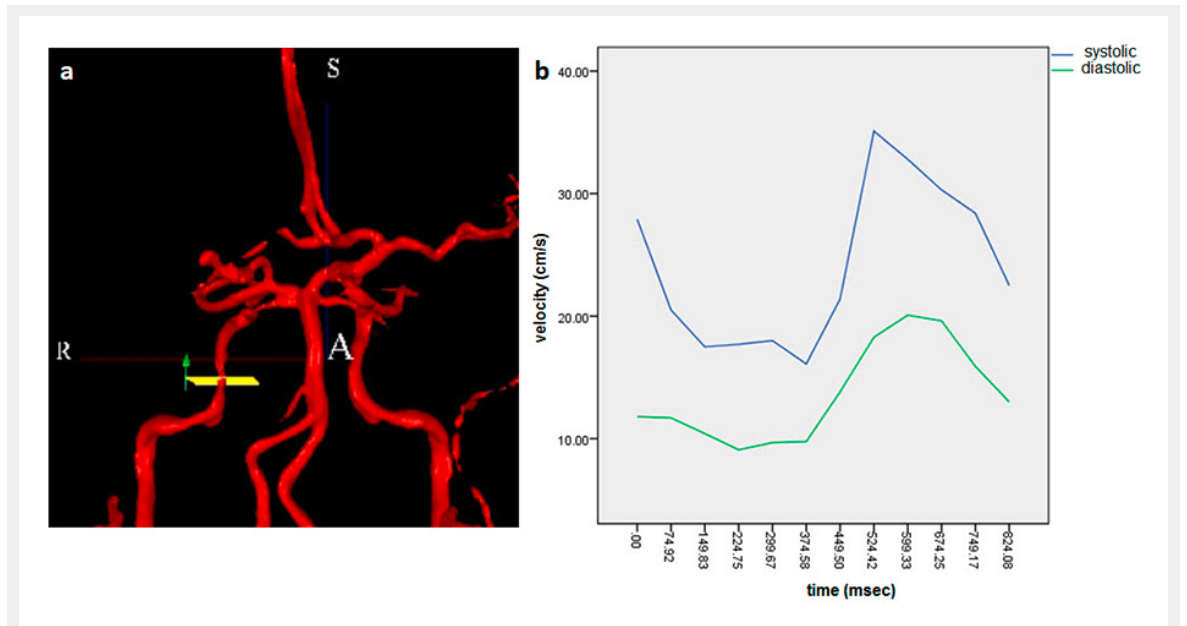 a
S
R
A
b
systolic
diastolic
velocity (cm/s)
40.00
30.00
20.00
10.00
.00
74.92
149.83
224.75
299.67
374.58
449.50
524.42
599.33
674.25
749.17
824.08
time (msec)